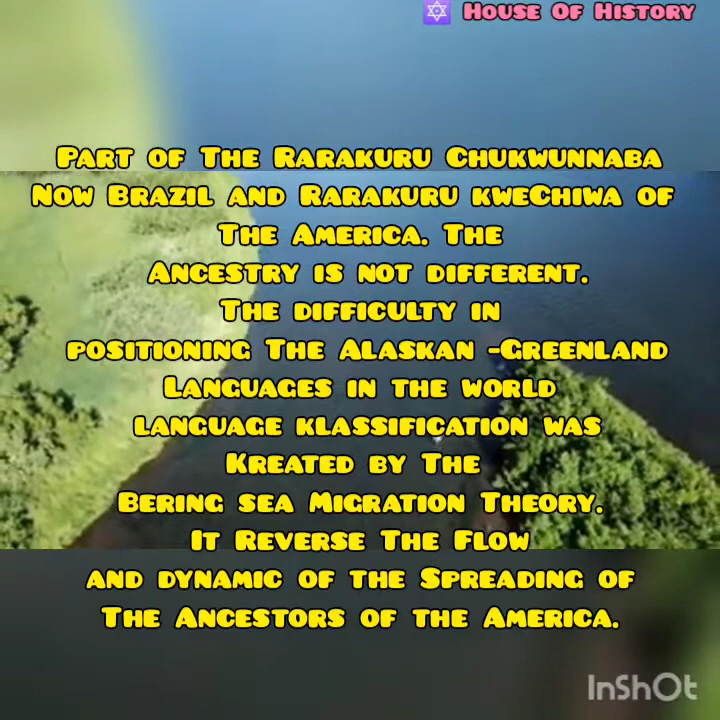 House Of History
Part of The Rarakuru Chukwunnaba
Now Brazil and Rarakuru kweChiwa of
The America. The
Ancestry is not different.
The difficulty in
positioning The Alaskan -Greenland
Languages in the world
language klassification was
Kreated by The
Bering sea Migration Theory.
It Reverse The Flow
and dynamic of the Spreading of
The Ancestors of the America.
InShOt